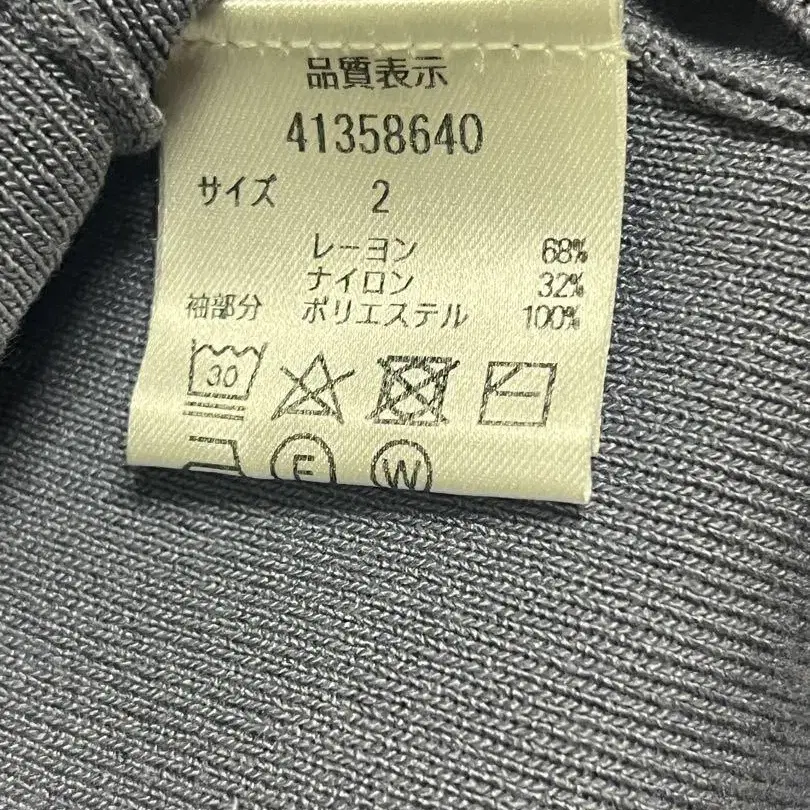 品質表示
41358640
サイズ 2
レーヨン 68%
ナイロン 32%
袖部分 ポリエステル 100%
30
F W